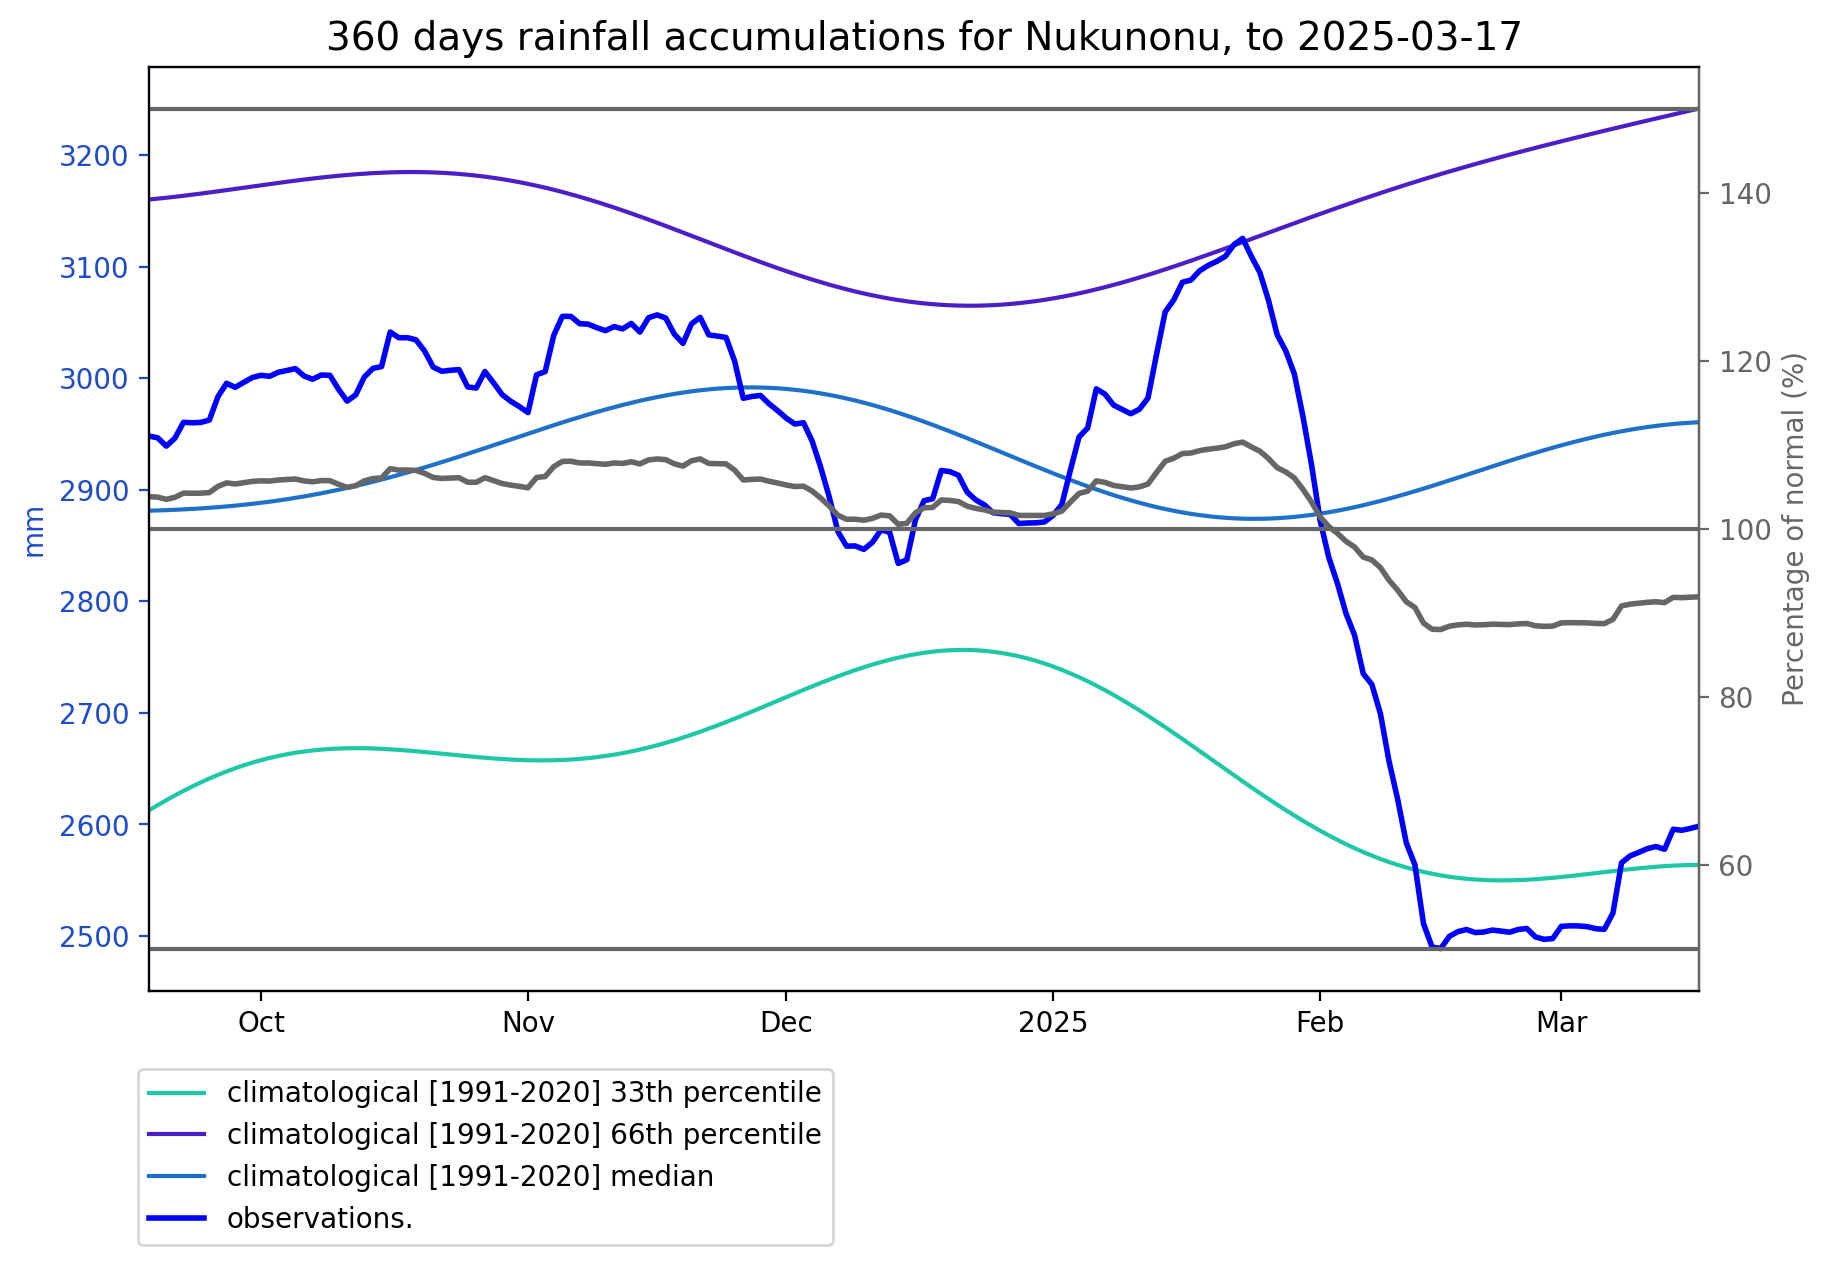 360 days rainfall accumulations for Nukunonu, to 2025-03-17
3200
3100
3000
2900
2800
2700
2600
2500
mm
140
120
100
80
60
Percentage of normal (%)
Oct Nov Dec 2025 Feb Mar
climatological [1991-2020] 33th percentile
climatological [1991-2020] 66th percentile
climatological [1991-2020] median
observations.